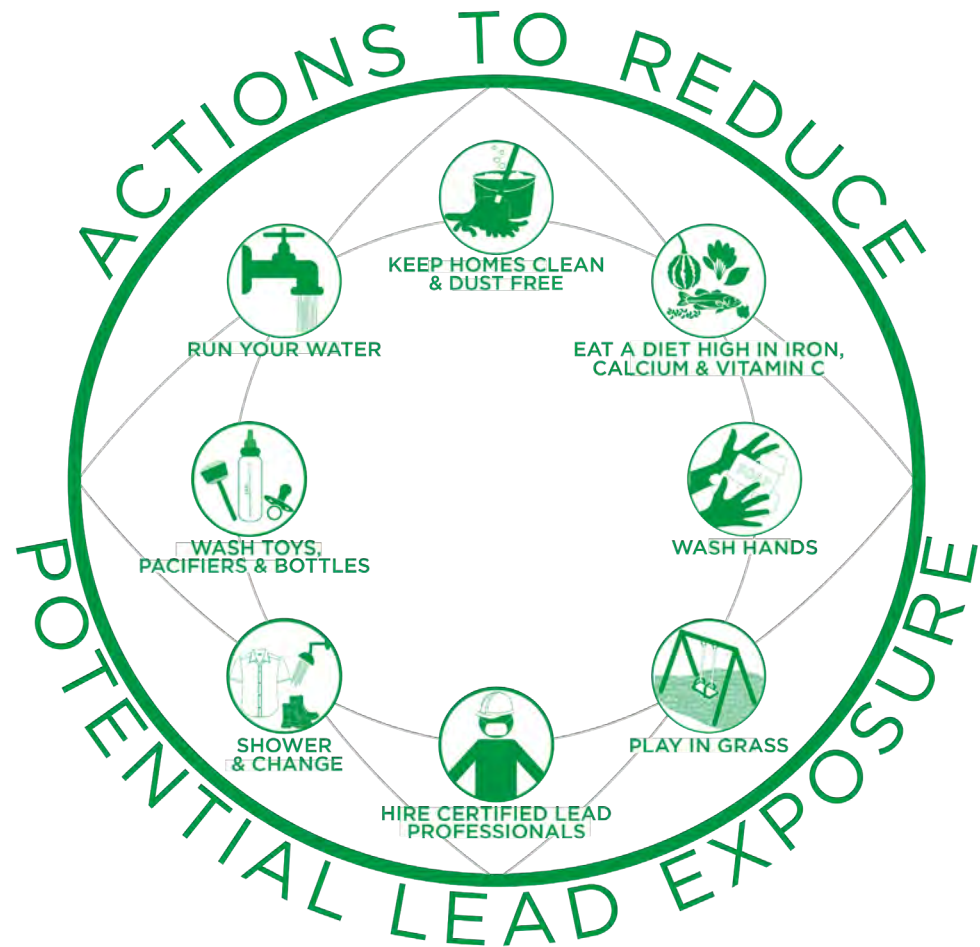 ACTIONS TO REDUCE
POTENTIAL LEAD EXPOSURE
KEEP HOMES CLEAN
& DUST FREE
EAT A DIET HIGH IN IRON,
CALCIUM & VITAMIN C
WASH HANDS
PLAY IN GRASS
HIRE CERTIFIED LEAD
PROFESSIONALS
SHOWER
& CHANGE
WASH TOYS,
PACIFIERS & BOTTLES
RUN YOUR WATER
SOAP